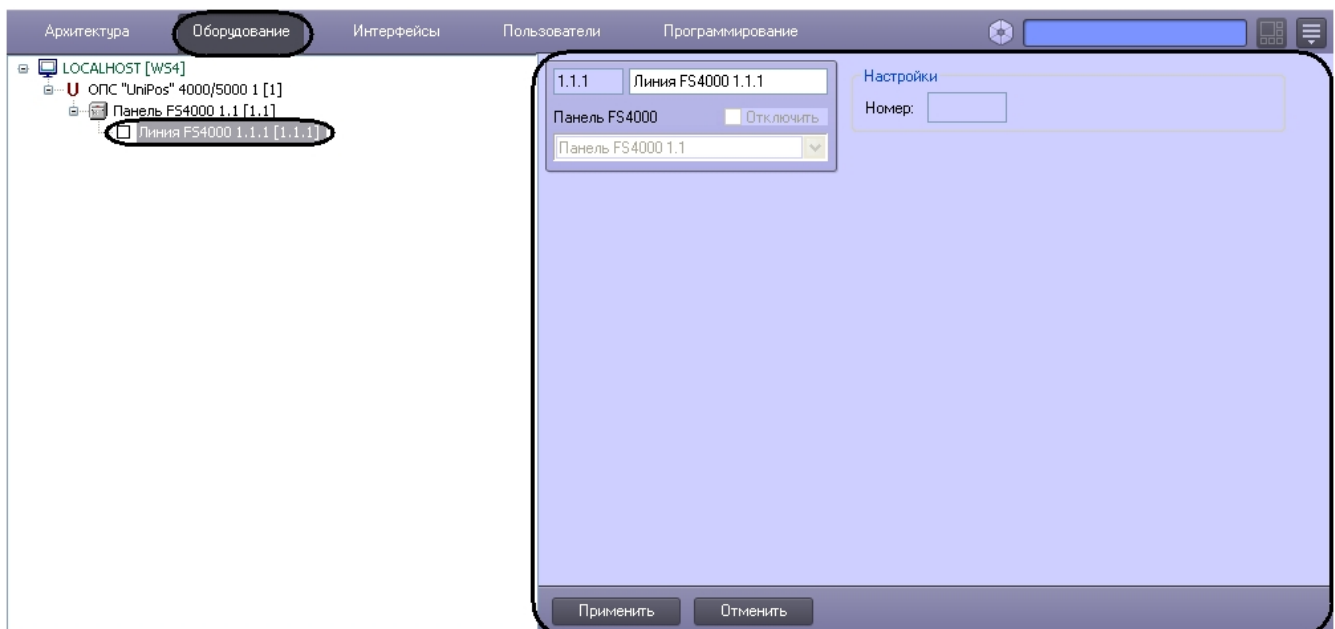 Архитектура Оборудование Интерфейсы Пользователи Программирование
LOCALHOST [WS4]
U ОПС "UniPos" 4000/5000 1 [1]
Панель FS4000 1.1 [1.1]
Линия FS4000 1.1.1 [1.1.1]
1.1.1 Линия FS4000 1.1.1
Панель FS4000 Отключить
Панель FS4000 1.1
Настройки
Номер:
Применить Отменить